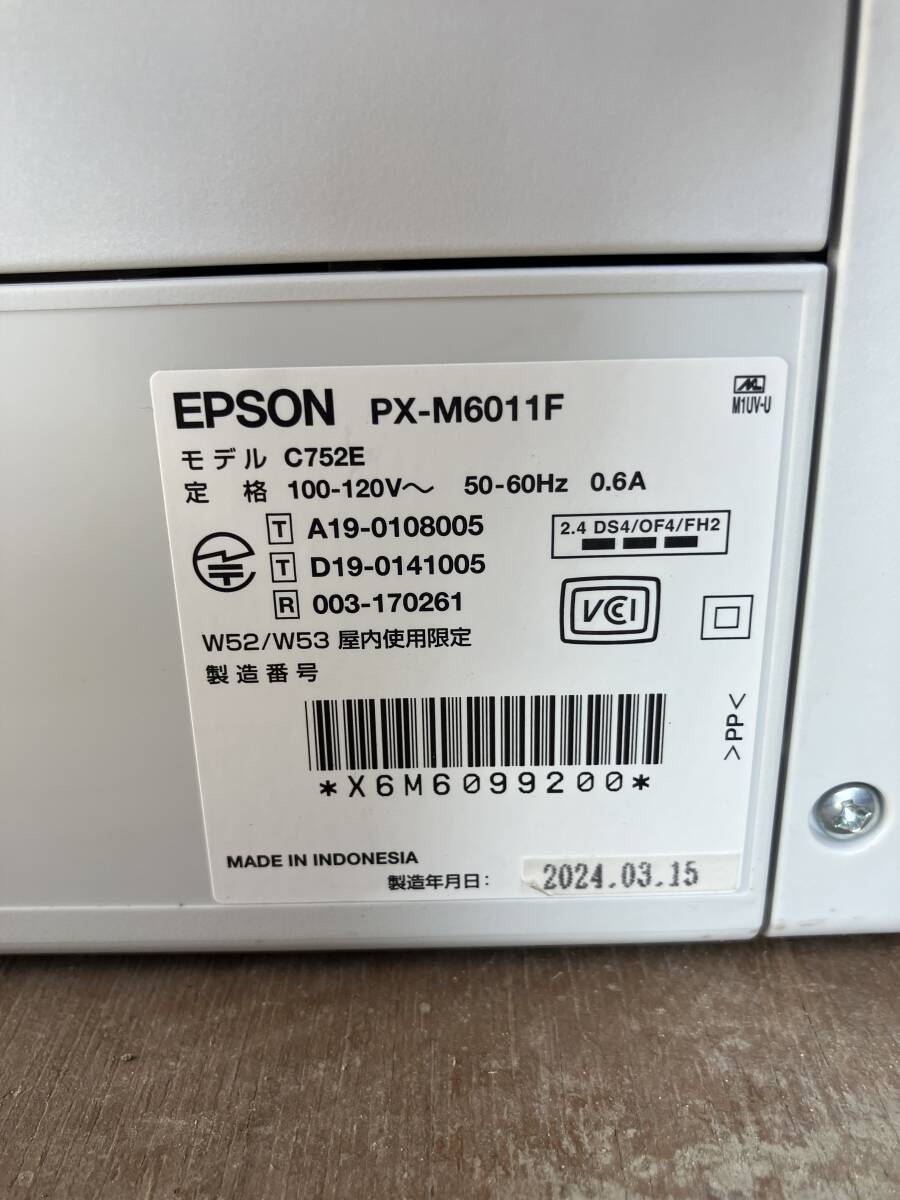 EPSON PX-M6011F
M1UV-U
モデル C752E
定 格 100-120V～ 50-60Hz 0.6A
T A19-0108005
2.4 DS4/OF4/FH2
T D19-0141005
R 003-170261
VCCI
W52/W53 屋内使用限定
製造番号
>PP<
*X6M6099200*
MADE IN INDONESIA
製造年月日: 2024.03.15